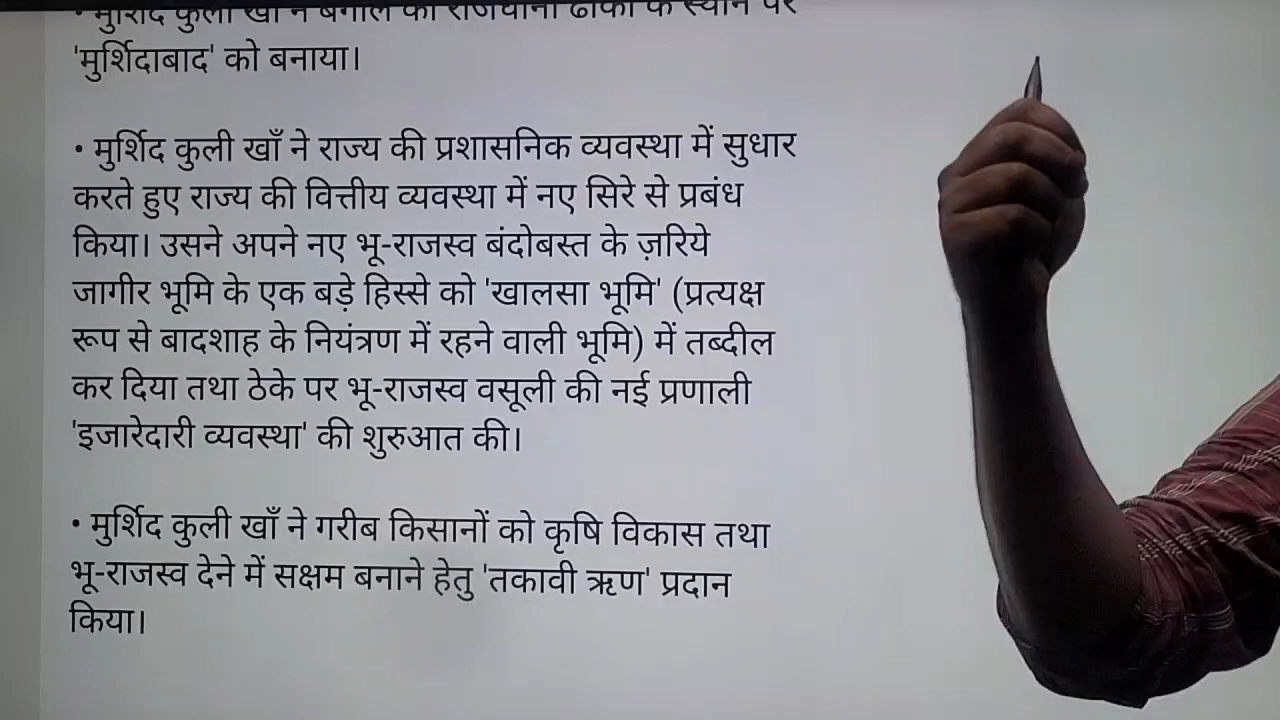 • मुर्शिद कुली खाँ ने बंगाल की राजधानी ढाका के स्थान पर
'मुर्शिदाबाद' को बनाया।
• मुर्शिद कुली खाँ ने राज्य की प्रशासनिक व्यवस्था में सुधार
करते हुए राज्य की वित्तीय व्यवस्था में नए सिरे से प्रबंध
किया। उसने अपने नए भू-राजस्व बंदोबस्त के ज़रिये
जागीर भूमि के एक बड़े हिस्से को 'खालसा भूमि' (प्रत्यक्ष
रूप से बादशाह के नियंत्रण में रहने वाली भूमि) में तब्दील
कर दिया तथा ठेके पर भू-राजस्व वसूली की नई प्रणाली
'इजारेदारी व्यवस्था' की शुरुआत की।
• मुर्शिद कुली खाँ ने गरीब किसानों को कृषि विकास तथा
भू-राजस्व देने में सक्षम बनाने हेतु 'तकावी ऋण' प्रदान
किया।